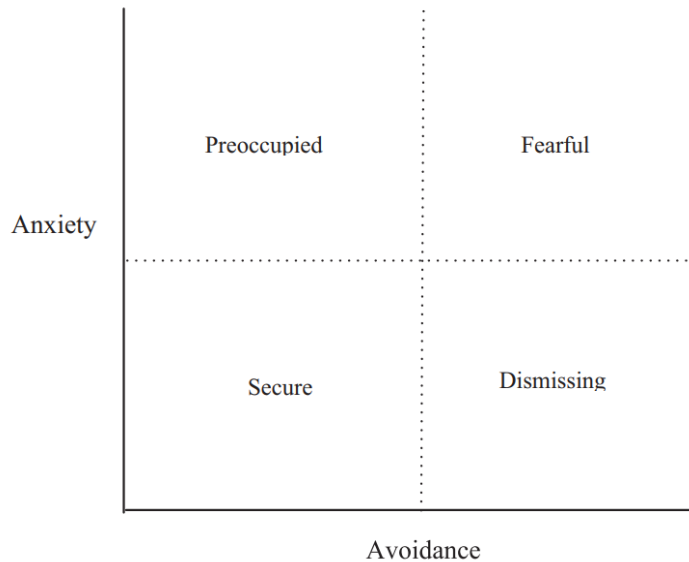 Preoccupied
Fearful
Anxiety
Secure
Dismissing
Avoidance